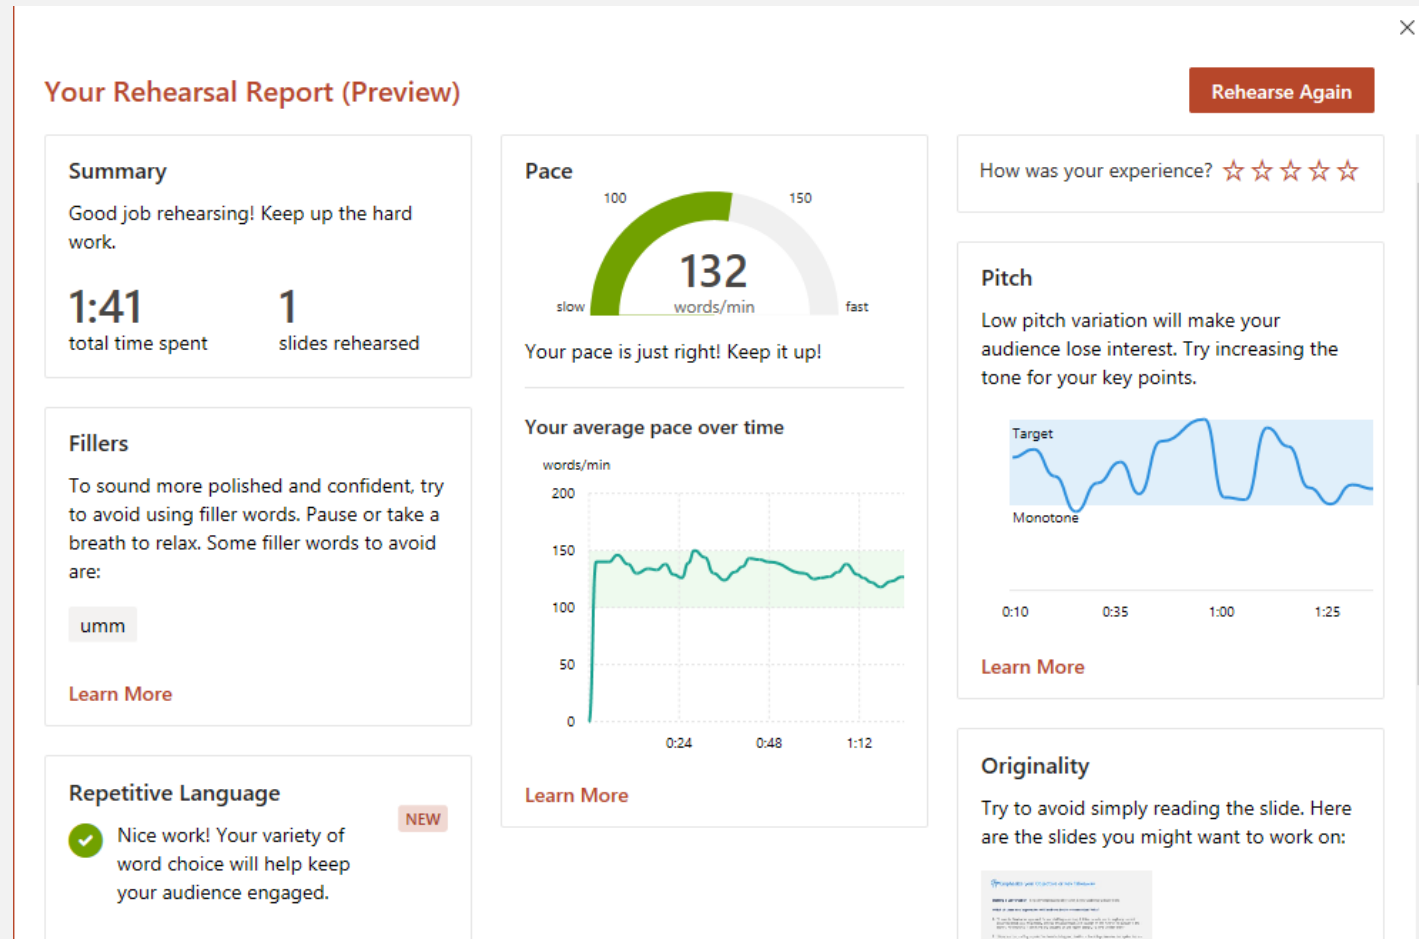 Your Rehearsal Report (Preview)
Rehearse Again
Summary
Good job rehearsing! Keep up the hard
work.
1:41
total time spent
1
slides rehearsed
Fillers
To sound more polished and confident, try
to avoid using filler words. Pause or take a
breath to relax. Some filler words to avoid
are:
umm
Learn More
Repetitive Language
NEW
Nice work! Your variety of
word choice will help keep
your audience engaged.
Pace
100
150
132
words/min
slow
fast
Your pace is just right! Keep it up!
Your average pace over time
words/min
200
150
100
50
0
0:24
0:48
1:12
Learn More
How was your experience?
Pitch
Low pitch variation will make your
audience lose interest. Try increasing the
tone for your key points.
Target
Monotone
0:10
0:35
1:00
1:25
Learn More
Originality
Try to avoid simply reading the slide. Here
are the slides you might want to work on: